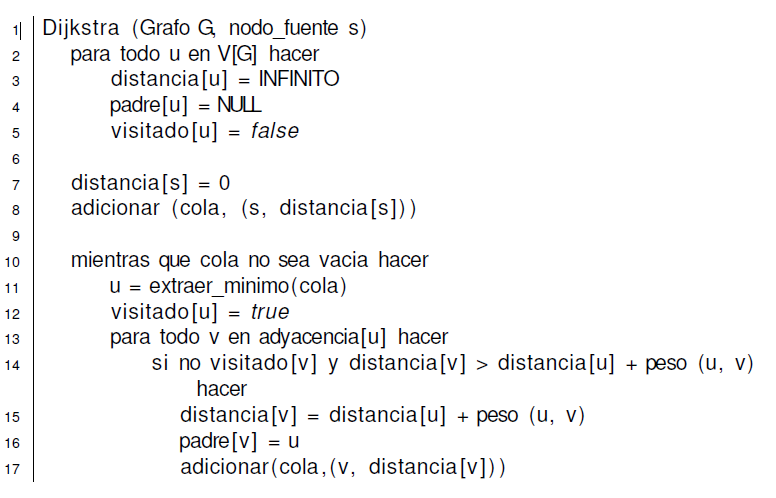 1 Dijkstra (Grafo G, nodo_fuente s)
2 para todo u en V[G] hacer
3 distancia[u] = INFINITO
4 padre[u] = NULL
5 visitado[u] = false
6
7 distancia[s] = 0
8 adicionar (cola, (s, distancia[s]))
9
10 mientras que cola no sea vacia hacer
11 u = extraer_minimo(cola)
12 visitado[u] = true
13 para todo v en adyacencia[u] hacer
14 si no visitado[v] y distancia[v] > distancia[u] + peso (u, v)
hacer
15 distancia[v] = distancia[u] + peso (u, v)
16 padre[v] = u
17 adicionar(cola,(v, distancia[v]))